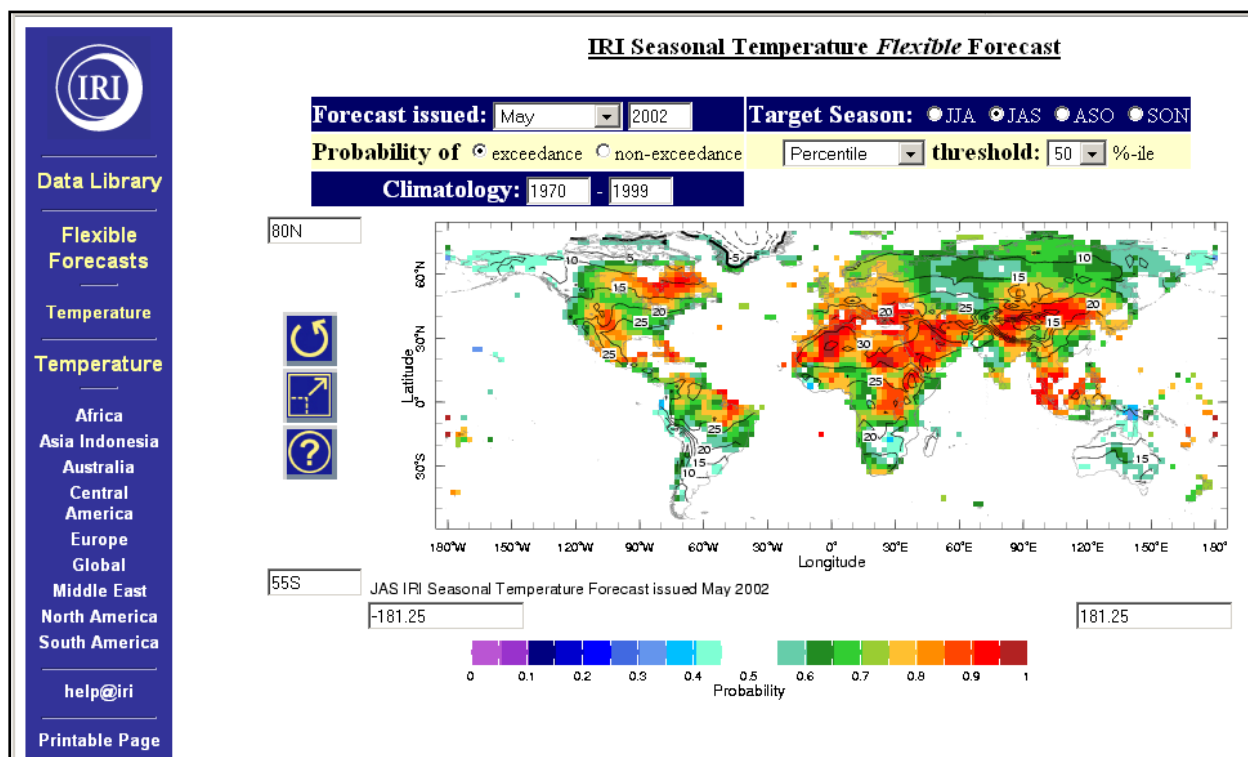 IRI
Data Library
Flexible
Forecasts
Temperature
Temperature
Africa
Asia Indonesia
Australia
Central
America
Europe
Global
Middle East
North America
South America
help@iri
Printable Page
IRI Seasonal Temperature Flexible Forecast
Forecast issued: May 2002 Target Season: JJA JAS ASO SON
Probability of exceedance non-exceedance Percentile threshold: 50 %-ile
Climatology: 1970 - 1999
80N
Latitude
60°N
30°N
0°
30°S
10 5 -5 10
15 15
20 20 20
25 25 15
25 30
25
25 20
20 15
15
10
180°W 150°W 120°W 90°W 60°W 30°W 0° 30°E 60°E 90°E 120°E 150°E 180°
Longitude
55S
JAS IRI Seasonal Temperature Forecast issued May 2002
-181.25 181.25
0 0.1 0.2 0.3 0.4 0.5 0.6 0.7 0.8 0.9 1
Probability